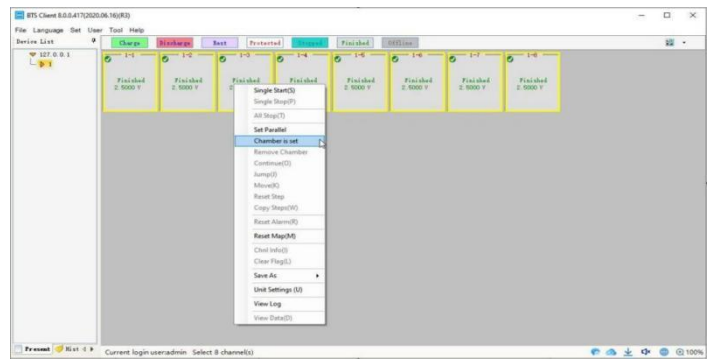 BTS Client 8.0.0.417(2020.06.16)(R3)
File Language Set User Tool Help
Device List
Charge Discharge Rest Protected Stopped Finished Offline
127.0.0.1
1
1-1 1-2 1-3 1-4 1-5 1-6 1-7 1-8
Finished Finished Finished Finished Finished Finished Finished Finished
2.5000 V 2.5000 V 2 2.5000 V 2.5000 V 2.5000 V 2.5000 V
Single Start(S)
Single Stop(P)
All Stop(T)
Set Parallel
Chamber is set
Remove Chamber
Continue(O)
Jump(J)
Move(K)
Reset Step
Copy Steps(W)
Reset Alarm(R)
Reset Map(M)
Chnl Info(I)
Clear Flag(L)
Save As
Unit Settings (U)
View Log
View Data(D)
Present Hist
Current login user:admin Select 8 channel(s)
100%